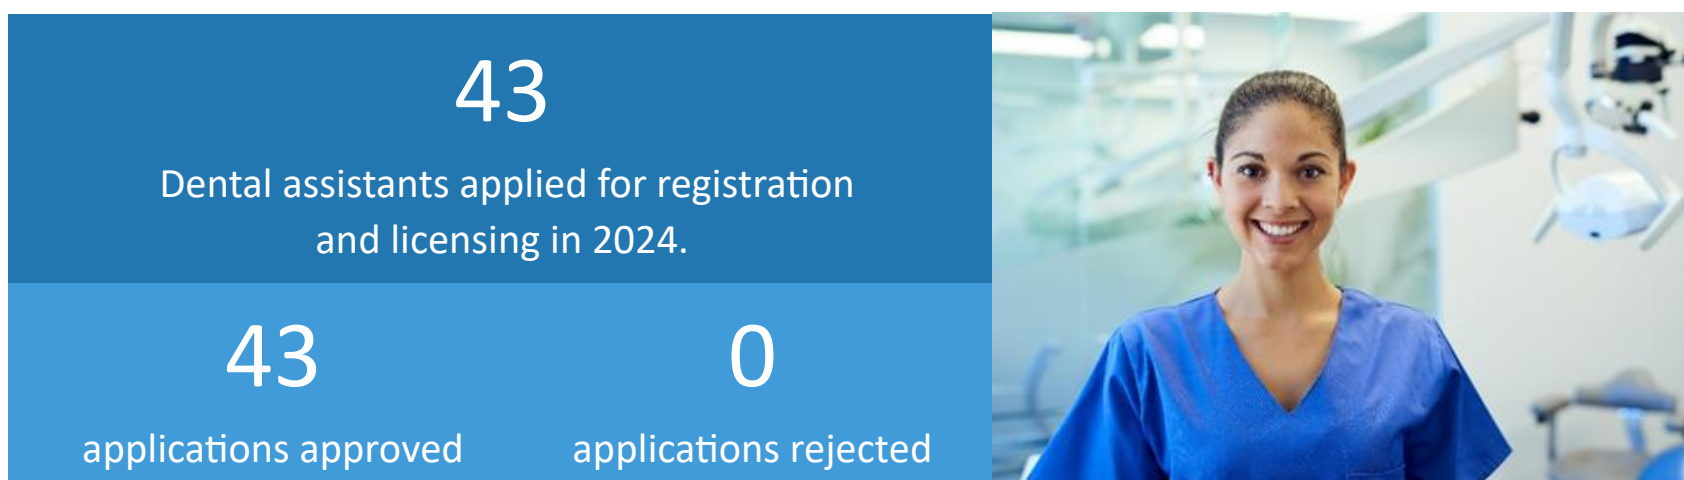 43
Dental assistants applied for registration
and licensing in 2024.
43
0
applications approved
applications rejected